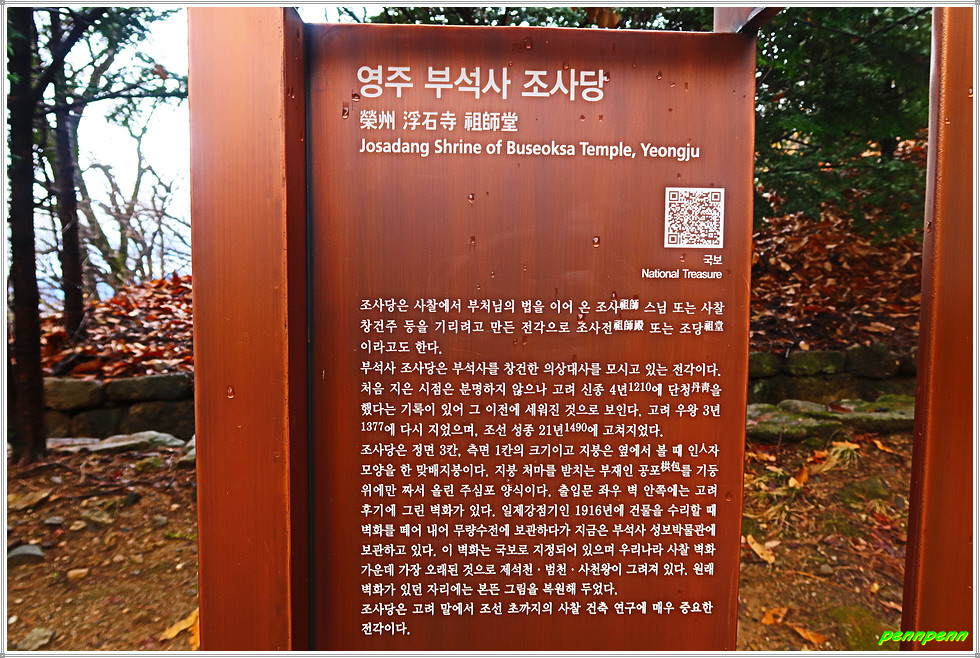 영주 부석사 조사당
榮州 浮石寺 祖師堂
Josadang Shrine of Buseoksa Temple, Yeongju
국보
National Treasure
조사당은 사찰에서 부처님의 법을 이어 온 조사祖師 스님 또는 사찰
창건주 등을 기리려고 만든 전각으로 조사전祖師殿 또는 조당祖堂
이라고도 한다.
부석사 조사당은 부석사를 창건한 의상대사를 모시고 있는 전각이다.
처음 지은 시점은 분명하지 않으나 고려 신종 4년1210에 단청丹靑을
했다는 기록이 있어 그 이전에 세워진 것으로 보인다. 고려 우왕 3년
1377에 다시 지었으며, 조선 성종 21년1490에 고쳐지었다.
조사당은 정면 3칸, 측면 1칸의 크기이고 지붕은 옆에서 볼 때 인人자
모양을 한 맞배지붕이다. 지붕 처마를 받치는 부재인 공포栱包를 기둥
위에만 짜서 올린 주심포 양식이다. 출입문 좌우 벽 안쪽에는 고려
후기에 그린 벽화가 있다. 일제강점기인 1916년에 건물을 수리할 때
벽화를 떼어 내어 무량수전에 보관하다가 지금은 부석사 성보박물관에
보관하고 있다. 이 벽화는 국보로 지정되어 있으며 우리나라 사찰 벽화
가운데 가장 오래된 것으로 제석천 · 범천 · 사천왕이 그려져 있다. 원래
벽화가 있던 자리에는 본뜬 그림을 복원해 두었다.
조사당은 고려 말에서 조선 초까지의 사찰 건축 연구에 매우 중요한
전각이다.
pennpenn